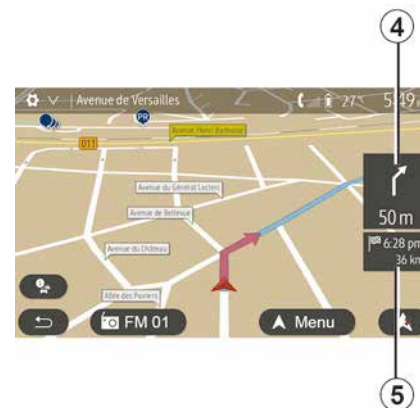 4
Avenue de Versailles
27°
5:49
PR
Avenue Henri Barbusse
D11
Avenue du Général Leclerc
50 m
Avenue de Bellevue
6:28 pm
Avenue du Château
36 km
Allée des Poiriers
FM 01
Menu
5